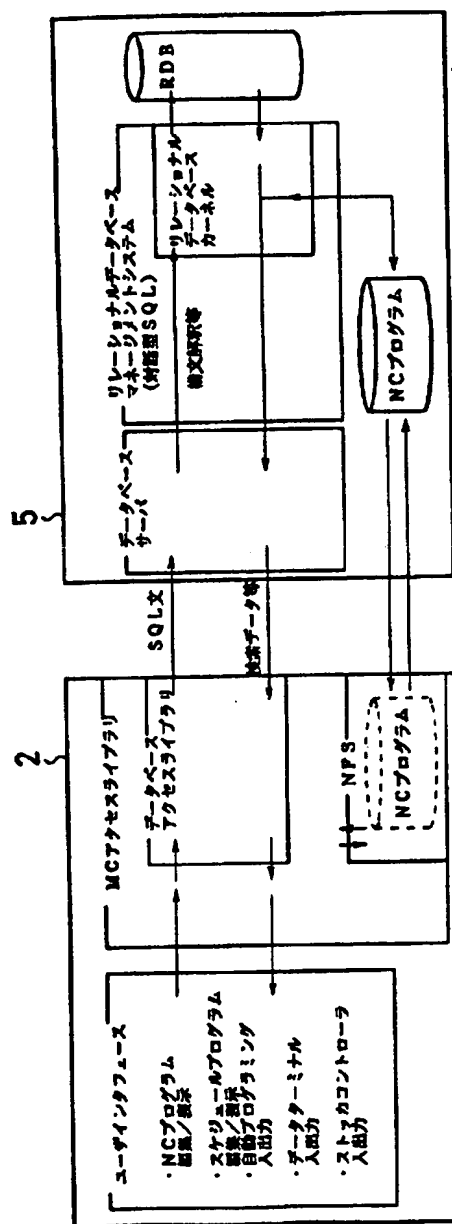 2
ユーザインタフェース
・NCプログラム
編集/表示
・スケジュールプログラム
編集/表示
・自動プログラミング
入出力
・データターミナル
入出力
・ストッカコントローラ
入出力
MCアクセスライブラリ
データベース
アクセスライブラリ
NFS
NCプログラム
SQL文
検索データ等
5
データベース
サーバ
リレーショナルデータベース
マネージメントシステム
(対話型SQL)
構文解釈等
リレーショナル
データベース
カーネル
RDB
NCプログラム